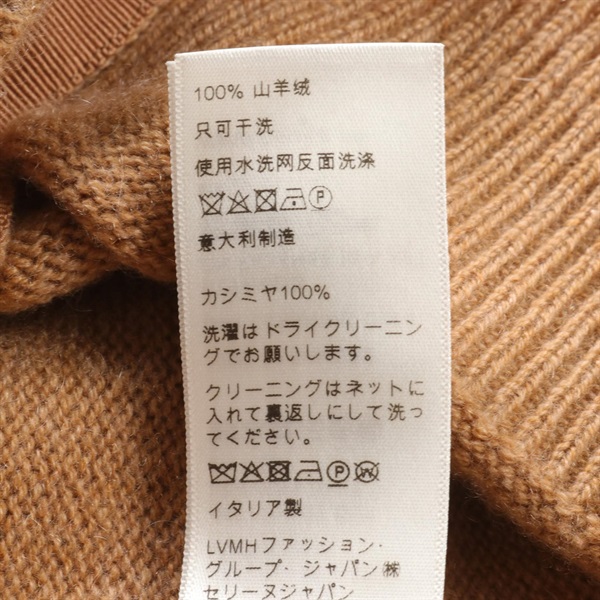 100% 山羊绒
只可干洗
使用水洗网反面洗涤
意大利制造
カシミヤ100%
洗濯はドライクリーニン
グでお願いします。
クリーニングはネットに
入れて裏返しにして洗っ
てください。
イタリア製
LVMHファッション・
グループ・ジャパン㈱
セリーヌジャパン